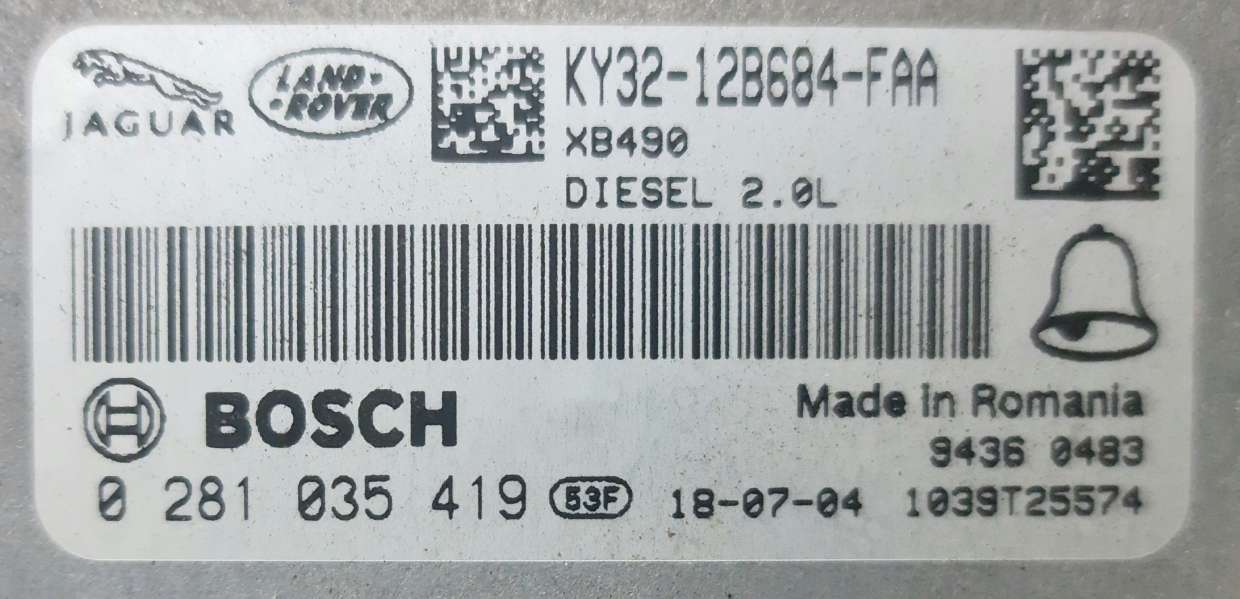 JAGUAR
LAND-
-ROVER
KY32-12B684-FAA
XB490
DIESEL 2.0L
BOSCH
Made in Romania
9436 0483
0 281 035 419 53F 18-07-04 1039T25574